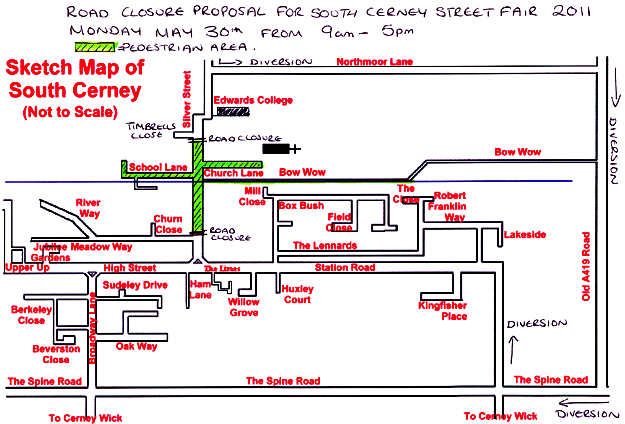 ROAD CLOSURE PROPOSAL FOR SOUTH CERNEY STREET FAIR 2011
MONDAY MAY 30th FROM 9am - 5pm
=PEDESTRIAN AREA.
Sketch Map of
South Cerney
(Not to Scale)
DIVERSION
Northmoor Lane
Silver Street
Edwards College
TIMBRELLS
CLOSE
ROAD CLOSURE
DIVERSION
School Lane
Church Lane
Bow Wow
Bow Wow
River
Way
Mill
Close
The
Close
Robert
Franklin
Way
Box Bush
Churn
Close
Field
Close
ROAD
CLOSURE
Lakeside
Jubilee
Gardens
Meadow Way
The Lennards
Old A419 Road
Upper Up
High Street
The Limes
Station Road
Sudeley Drive
Ham
Lane
Huxley
Court
Berkeley
Close
Broadway Lane
Willow
Grove
Kingfisher
Place
DIVERSION
Beverston
Close
Oak Way
The Spine Road
The Spine Road
The Spine Road
To Cerney Wick
To Cerney Wick
DIVERSION